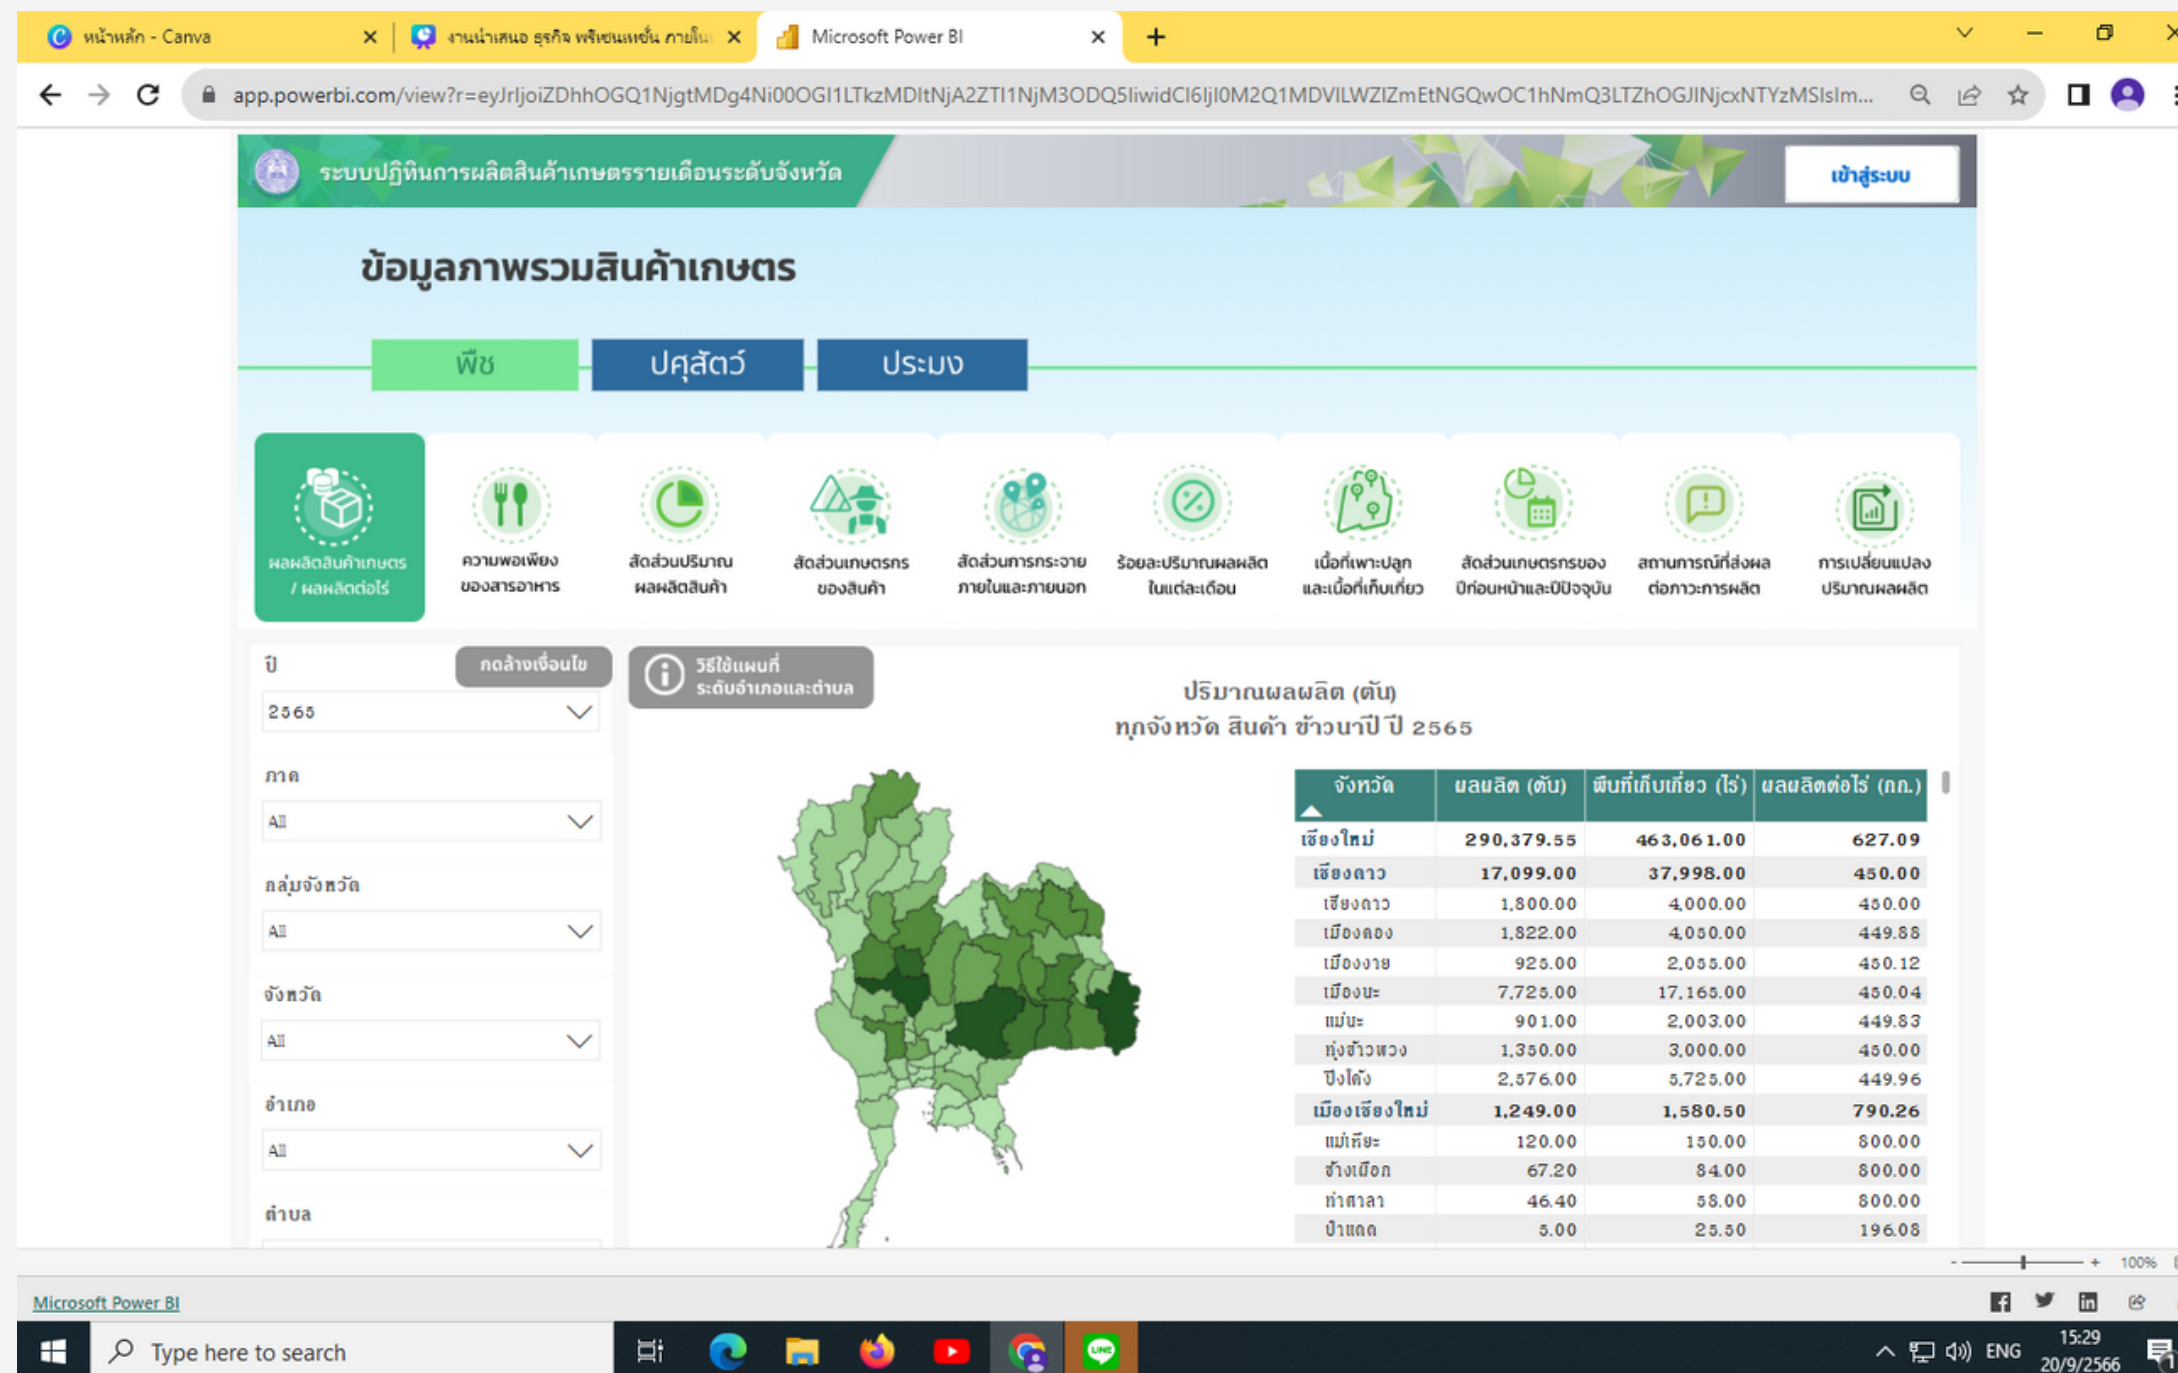 หน้าหลัก - Canva
งานนำเสนอ ธุรกิจ พรีเซนเทชั่น ภายใน
Microsoft Power BI
app.powerbi.com/view?r=eyJrIjoiZDhhOGQ1NjgtMDg4Ni00OGI1LTkzMDItNjA2ZTI1NjM3ODQ5IiwidCI6IjI0M2Q1MDVILWZIZmEtNGQwOC1hNmQ3LTZhOGJINjcxNTYzMSIsIm...
ระบบปฏิทินการผลิตสินค้าเกษตรรายเดือนระดับจังหวัด
เข้าสู่ระบบ
ข้อมูลภาพรวมสินค้าเกษตร
พืช ปศุสัตว์ ประมง
ผลผลิตสินค้าเกษตร
/ ผลผลิตต่อไร่
ความพอเพียง
ของสารอาหาร
สัดส่วนปริมาณ
ผลผลิตสินค้า
สัดส่วนเกษตรกร
ของสินค้า
สัดส่วนการกระจาย
ภายในและภายนอก
ร้อยละปริมาณผลผลิต
ในแต่ละเดือน
เนื้อที่เพาะปลูก
และเนื้อที่เก็บเกี่ยว
สัดส่วนเกษตรกรของ
ปีก่อนหน้าและปีปัจจุบัน
สถานการณ์ที่ส่งผล
ต่อภาวะการผลิต
การเปลี่ยนแปลง
ปริมาณผลผลิต
ปี
กดล้างเงื่อนไข
2565
ภาค
All
กลุ่มจังหวัด
All
จังหวัด
All
อำเภอ
All
ตำบล
วิธีใช้แผนที่
ระดับอำเภอและตำบล
ปริมาณผลผลิต (ตัน)
ทุกจังหวัด สินค้า ข้าวนาปี ปี 2565
จังหวัด ผลผลิต (ตัน) พื้นที่เก็บเกี่ยว (ไร่) ผลผลิตต่อไร่ (กก.)
เชียงใหม่ 290,379.55 463,061.00 627.09
เชียงดาว 17,099.00 37,998.00 450.00
เชียงดาว 1,800.00 4,000.00 450.00
เมืองคอง 1,822.00 4,050.00 449.88
เมืองงาย 925.00 2,055.00 450.12
เมืองนะ 7,725.00 17,165.00 450.04
แม่นะ 901.00 2,003.00 449.83
ทุ่งข้าวพวง 1,350.00 3,000.00 450.00
ปิงโค้ง 2,576.00 5,725.00 449.96
เมืองเชียงใหม่ 1,249.00 1,580.50 790.26
แม่เหียะ 120.00 150.00 800.00
ช้างเผือก 67.20 84.00 800.00
ท่าศาลา 46.40 58.00 800.00
ป่าแดด 5.00 25.50 196.08
- + 100%
Microsoft Power BI
Type here to search
ENG
15:29
20/9/2566